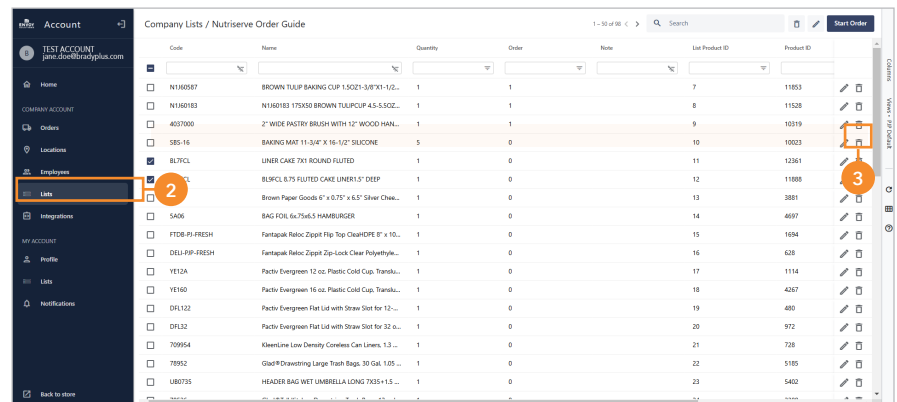 ENVOY Account
Company Lists / Nutriserve Order Guide
1 – 50 of 98
Search
Start Order
B TEST ACCOUNT
jane.doe@bradyplus.com
Home
COMPANY ACCOUNT
Orders
Locations
Employees
Lists
Integrations
MY ACCOUNT
Profile
Lists
Notifications
Back to store
Code Name Quantity Order Note List Product ID Product ID
N1J60587 BROWN TULIP BAKING CUP 1.5OZ1-3/8"X1-1/2... 1 1 7 11853
N1J60183 N1J60183 175X50 BROWN TULIPCUP 4.5-5.5OZ... 1 1 8 11528
4037000 2" WIDE PASTRY BRUSH WITH 12" WOOD HAN... 1 1 9 10319
SBS-16 BAKING MAT 11-3/4" X 16-1/2" SILICONE 5 0 10 10023
BL7FCL LINER CAKE 7X1 ROUND FLUTED 1 0 11 12361
CL BL9FCL 8.75 FLUTED CAKE LINER1.5" DEEP 1 0 12 11888
Brown Paper Goods 6" x 0.75" x 6.5" Silver Chee... 1 0 13 3881
5A06 BAG FOIL 6x.75x6.5 HAMBURGER 1 0 14 4697
FTDB-PJ-FRESH Fantapak Reloc Zippit Flip Top CleaHDPE 8" x 10... 1 0 15 1694
DELI-PJP-FRESH Fantapak Reloc Zippit Zip-Lock Clear Polyethyle... 1 0 16 628
YE12A Pactiv Evergreen 12 oz. Plastic Cold Cup, Translu... 1 0 17 1114
YE160 Pactiv Evergreen 16 oz. Plastic Cold Cup, Translu... 1 0 18 4267
DFL122 Pactiv Evergreen Flat Lid with Straw Slot for 12-... 1 0 19 480
DFL32 Pactiv Evergreen Flat Lid with Straw Slot for 32 o... 1 0 20 972
709954 KleenLine Low Density Coreless Can Liners, 1.3 ... 1 0 21 728
78952 Glad®Drawstring Large Trash Bags. 30 Gal. 1.05 ... 1 0 22 5185
UB0735 HEADER BAG WET UMBRELLA LONG 7X35+1.5 ... 1 0 23 5402
Columns
Views • PJP Default
2
3